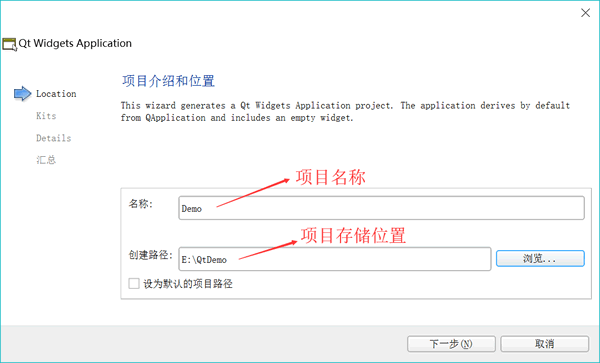 Qt Widgets Application
Location
Kits
Details
汇总
项目介绍和位置
This wizard generates a Qt Widgets Application project. The application derives by default
from QApplication and includes an empty widget.
项目名称
名称:
Demo
项目存储位置
创建路径:
E:\QtDemo
浏览...
设为默认的项目路径
下一步(N)
取消